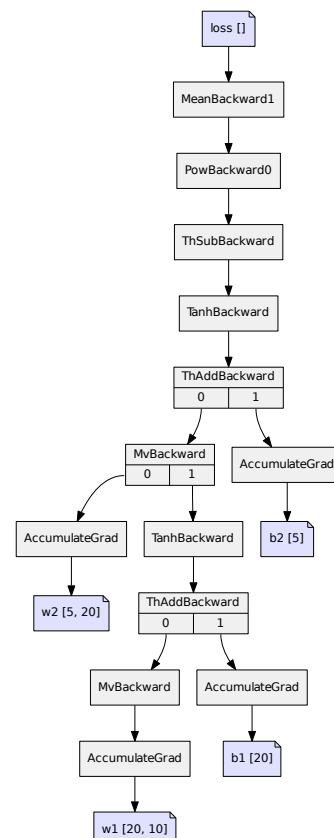 loss []
MeanBackward1
PowBackward0
ThSubBackward
TanhBackward
ThAddBackward
0 1
MvBackward
0 1
AccumulateGrad
AccumulateGrad
TanhBackward
b2 [5]
w2 [5, 20]
ThAddBackward
0 1
MvBackward
AccumulateGrad
AccumulateGrad
b1 [20]
w1 [20, 10]